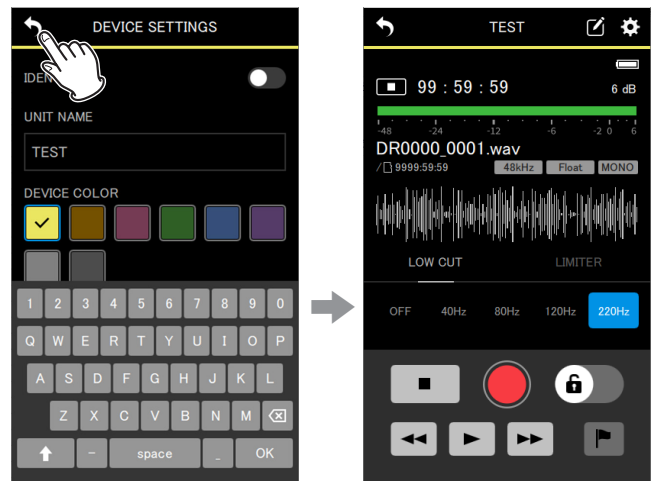 DEVICE SETTINGS
UNIT NAME
TEST
DEVICE COLOR
1 2 3 4 5 6 7 8 9 0
Q W E R T Y U I O P
A S D F G H J K L
Z X C V B N M
- space _ OK
TEST
99 : 59 : 59 6 dB
-48 -24 -12 -6 -2 0 6
DR0000_0001.wav
/ 9999:59:59 48kHz Float MONO
LOW CUT LIMITER
OFF 40Hz 80Hz 120Hz 220Hz